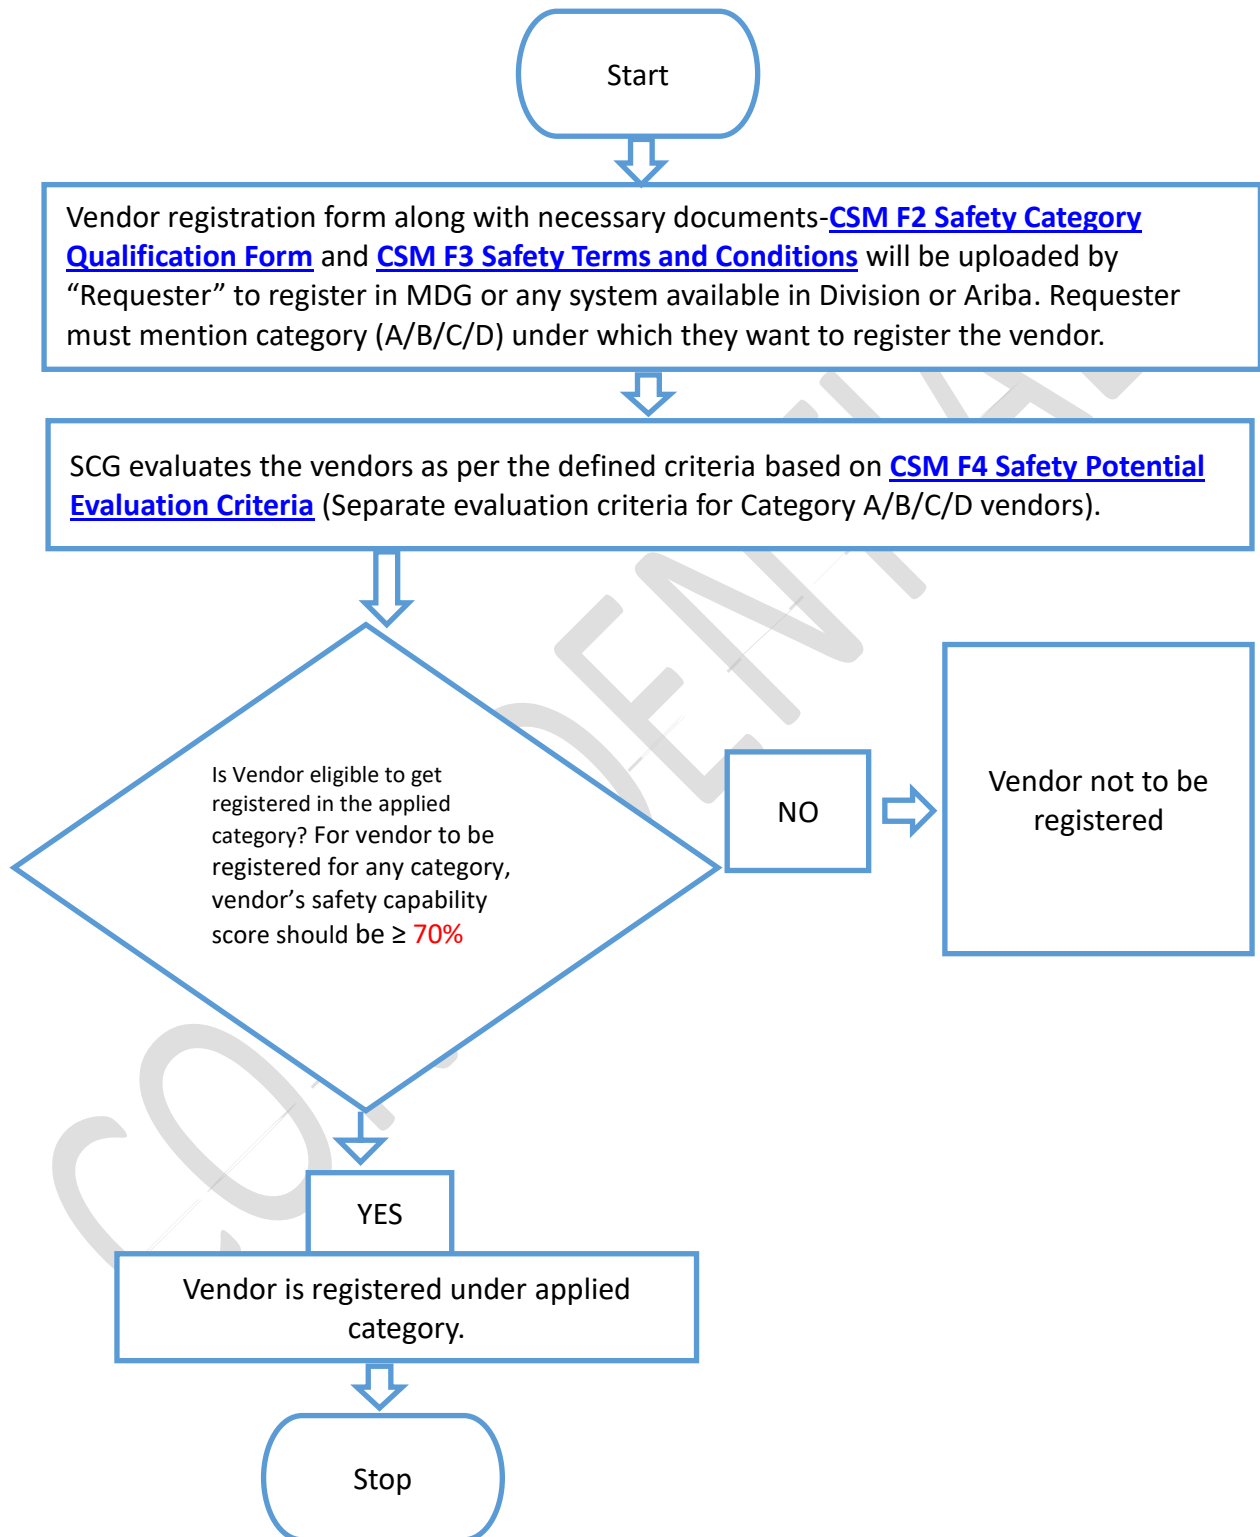 Start
Vendor registration form along with necessary documents-CSM F2 Safety Category
Qualification Form and CSM F3 Safety Terms and Conditions will be uploaded by
“Requester” to register in MDG or any system available in Division or Ariba. Requester
must mention category (A/B/C/D) under which they want to register the vendor.
SCG evaluates the vendors as per the defined criteria based on CSM F4 Safety Potential
Evaluation Criteria (Separate evaluation criteria for Category A/B/C/D vendors).
Is Vendor eligible to get
registered in the applied
category? For vendor to be
registered for any category,
vendor’s safety capability
score should be ≥ 70%
NO
Vendor not to be
registered
YES
Vendor is registered under applied
category.
Stop
CONFIDENTIAL